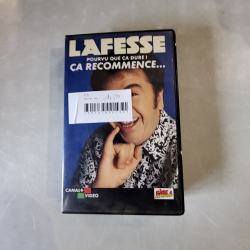 LAFESSE
POURVU QUE ÇA DURE !
ÇA RECOMMENCE...
CANAL+
VIDEO